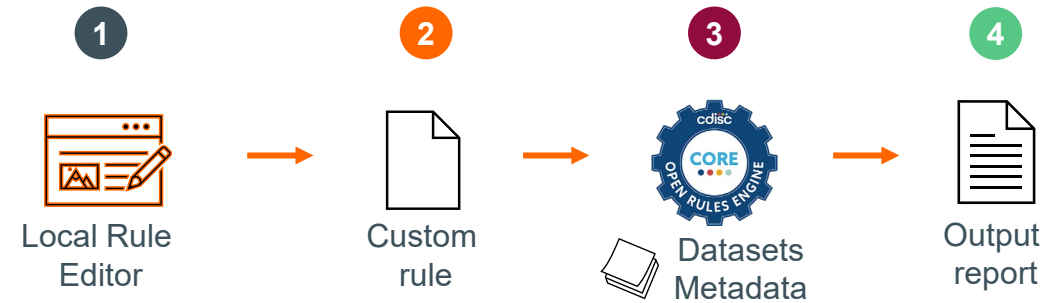 1
2
3
4
cdisc
CORE
OPEN RULES ENGINE
Local Rule
Editor
Custom
rule
Datasets
Metadata
Output
report